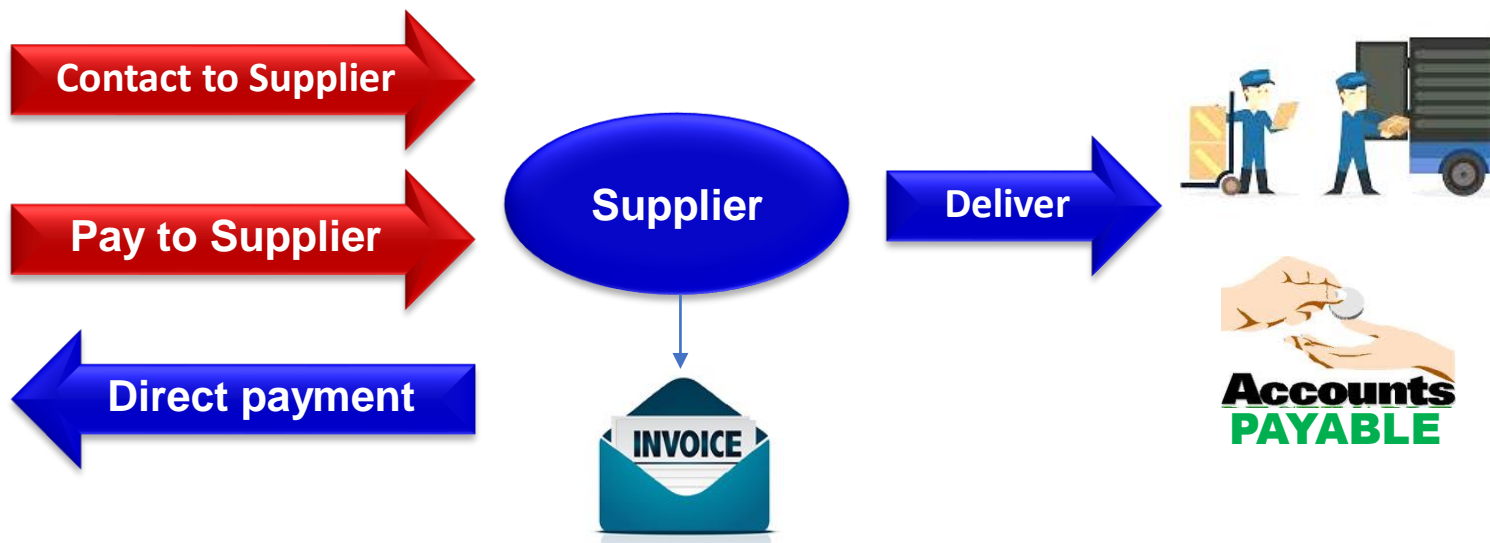 Contact to Supplier
Pay to Supplier
Direct payment
Supplier
INVOICE
Deliver
Accounts
PAYABLE